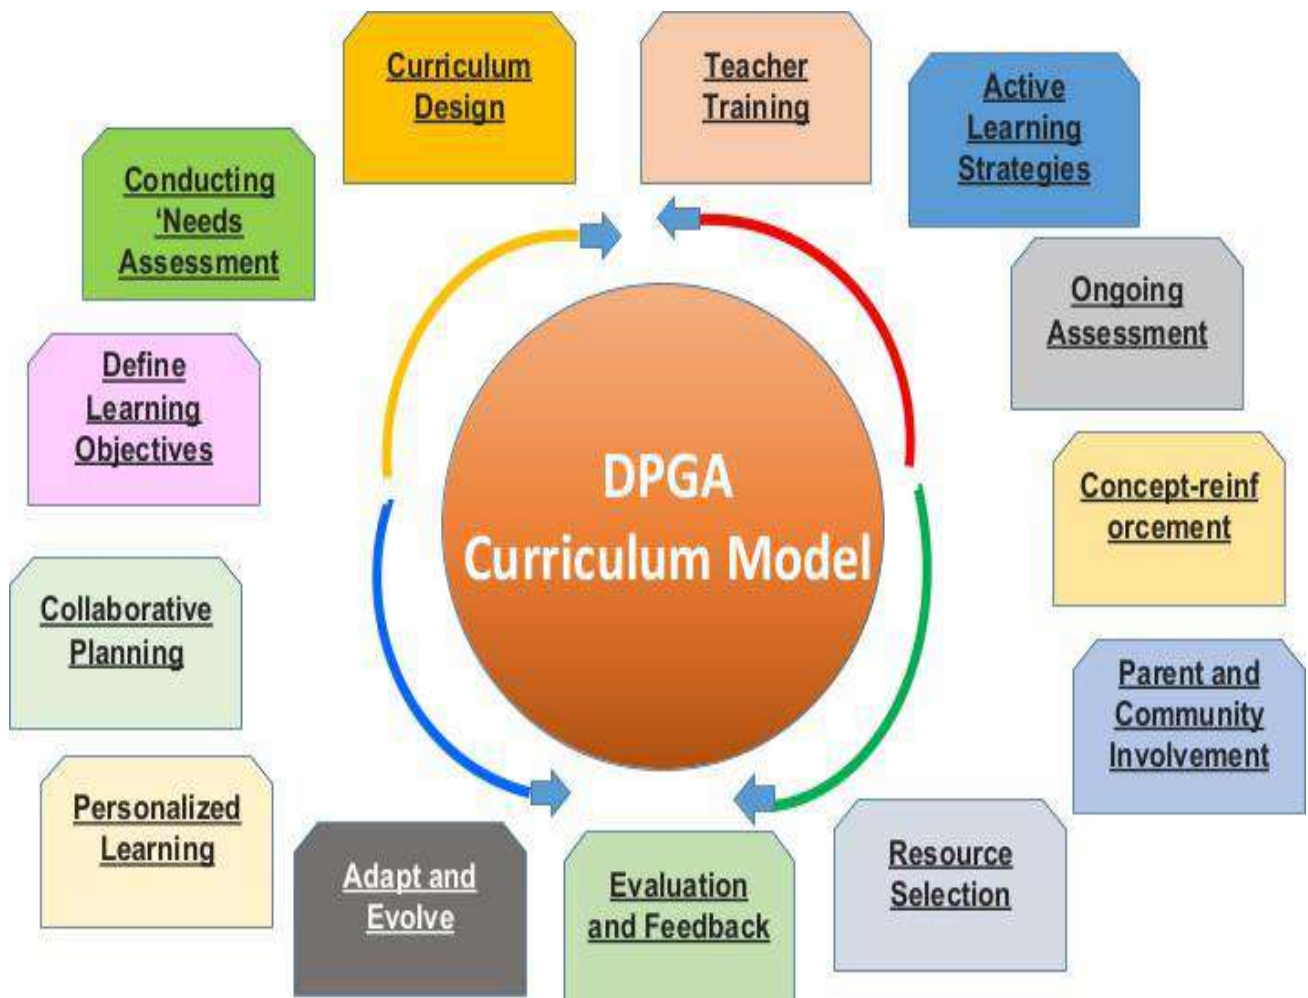 Curriculum
Design
Teacher
Training
Active
Learning
Strategies
Conducting
‘Needs
Assessment
Ongoing
Assessment
Define
Learning
Objectives
DPGA
Curriculum Model
Concept-reinf
orcement
Collaborative
Planning
Parent and
Community
Involvement
Personalized
Learning
Adapt and
Evolve
Evaluation
and Feedback
Resource
Selection